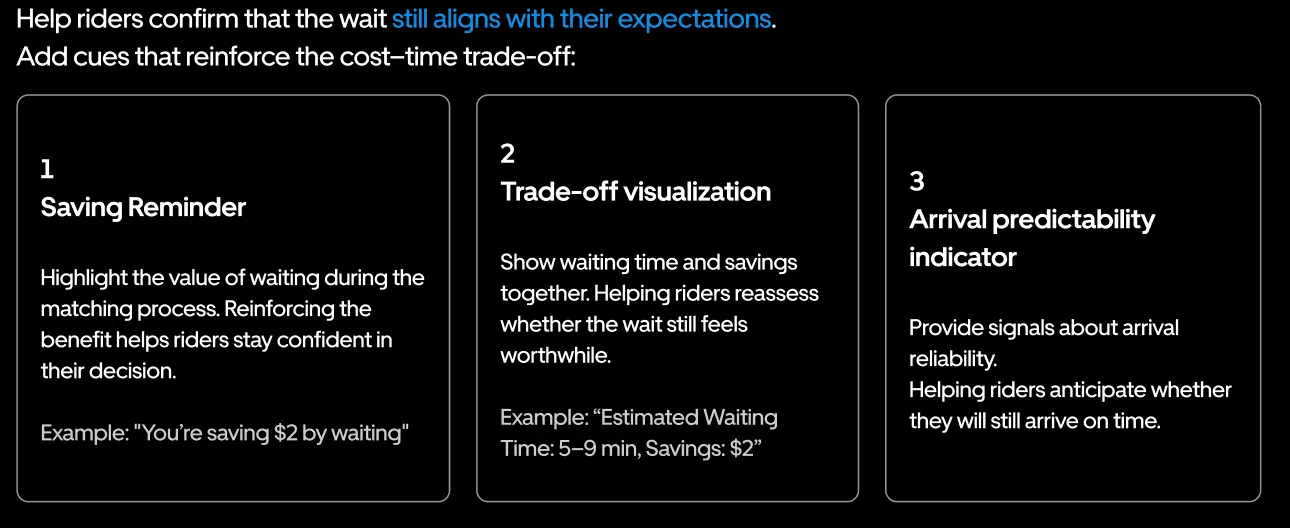 Help riders confirm that the wait still aligns with their expectations.
Add cues that reinforce the cost–time trade-off:
1
Saving Reminder
Highlight the value of waiting during the
matching process. Reinforcing the
benefit helps riders stay confident in
their decision.
Example: "You're saving $2 by waiting"
2
Trade-off visualization
Show waiting time and savings
together. Helping riders reassess
whether the wait still feels
worthwhile.
Example: “Estimated Waiting
Time: 5–9 min, Savings: $2”
3
Arrival predictability
indicator
Provide signals about arrival
reliability.
Helping riders anticipate whether
they will still arrive on time.